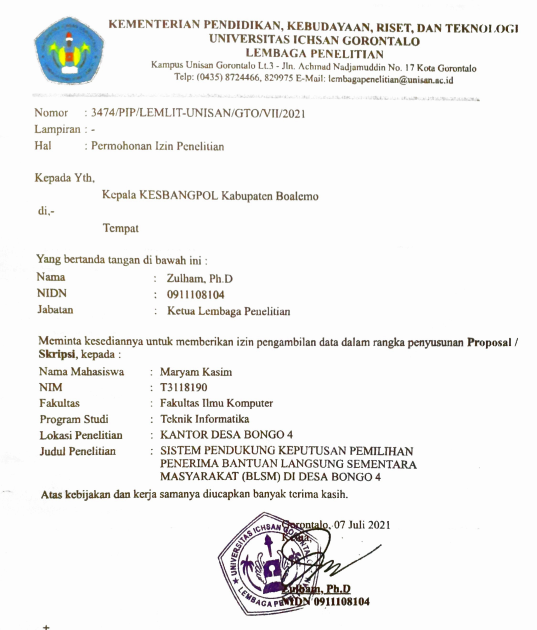 KEMENTERIAN PENDIDIKAN, KEBUDAYAAN, RISET, DAN TEKNOLOGI
UNIVERSITAS ICHSAN GORONTALO
LEMBAGA PENELITIAN
Kampus Unisan Gorontalo Lt.3 - Jln. Achmad Nadjamuddin No. 17 Kota Gorontalo
Telp: (0435) 8724466, 829975 E-Mail: lembagapenelitian@unisan.ac.id
Nomor : 3474/PIP/LEMLIT-UNISAN/GTO/VII/2021
Lampiran : -
Hal : Permohonan Izin Penelitian
Kepada Yth,
Kepala KESBANGPOL Kabupaten Boalemo
di,-
Tempat
Yang bertanda tangan di bawah ini :
Nama : Zulham, Ph.D
NIDN : 0911108104
Jabatan : Ketua Lembaga Penelitian
Meminta kesediannya untuk memberikan izin pengambilan data dalam rangka penyusunan Proposal /
Skripsi, kepada :
Nama Mahasiswa : Maryam Kasim
NIM : T3118190
Fakultas : Fakultas Ilmu Komputer
Program Studi : Teknik Informatika
Lokasi Penelitian : KANTOR DESA BONGO 4
Judul Penelitian : SISTEM PENDUKUNG KEPUTUSAN PEMILIHAN
PENERIMA BANTUAN LANGSUNG SEMENTARA
MASYARAKAT (BLSM) DI DESA BONGO 4
Atas kebijakan dan kerja samanya diucapkan banyak terima kasih.
Gorontalo, 07 Juli 2021
Ketua,
UNIVERSITAS ICHSAN GORONTALO
LEMBAGA PENELITIAN
Zulham, Ph.D
NIDN 0911108104